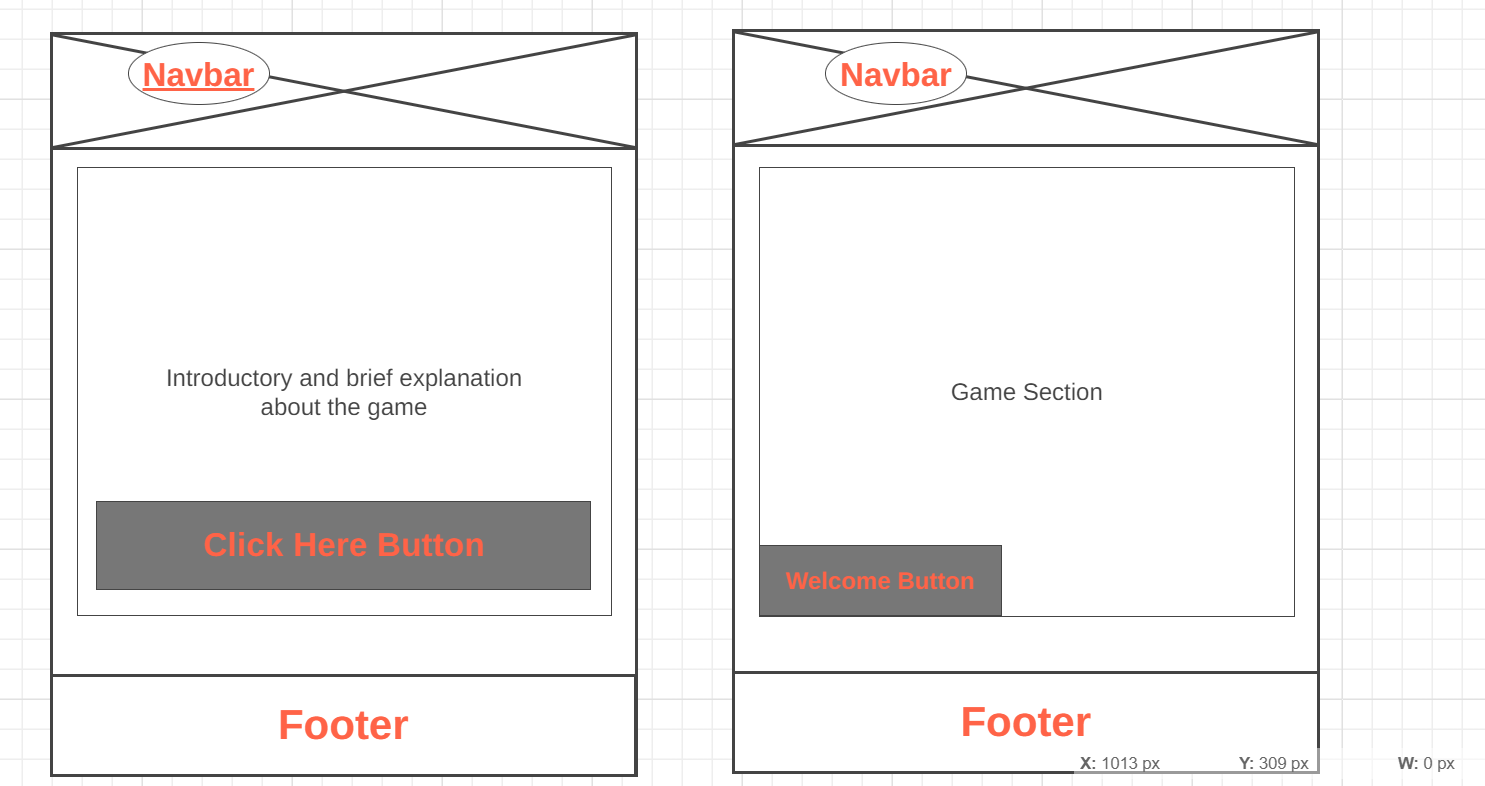 Navbar
Introductory and brief explanation
about the game
Click Here Button
Footer
Navbar
Game Section
Welcome Button
Footer
X: 1013 px Y: 309 px W: 0 px